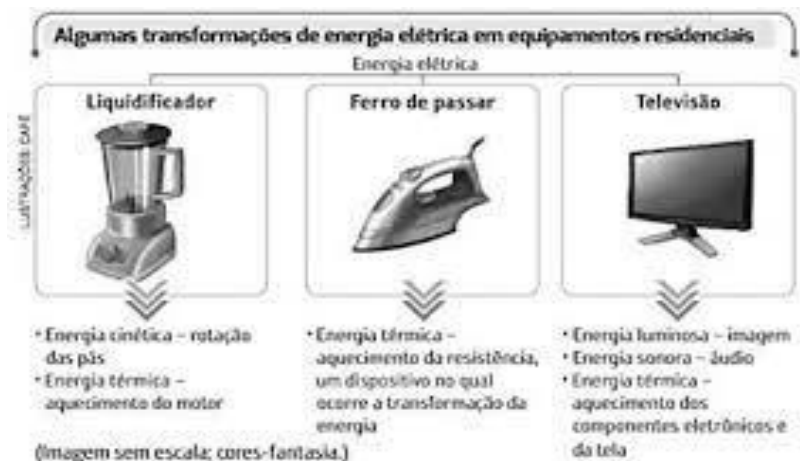 Algumas transformações de energia elétrica em equipamentos residenciais
Energia elétrica
Liquidificador
Ferro de passar
Televisão
ILUSTRAÇÕES: CAFÉ
• Energia cinética – rotação
das pás
• Energia térmica –
aquecimento do motor
• Energia térmica –
aquecimento da resistência,
um dispositivo no qual
ocorre a transformação da
energia
• Energia luminosa – imagem
• Energia sonora – áudio
• Energia térmica –
aquecimento dos
componentes eletrônicos e
da tela
(Imagem sem escala; cores-fantasia.)